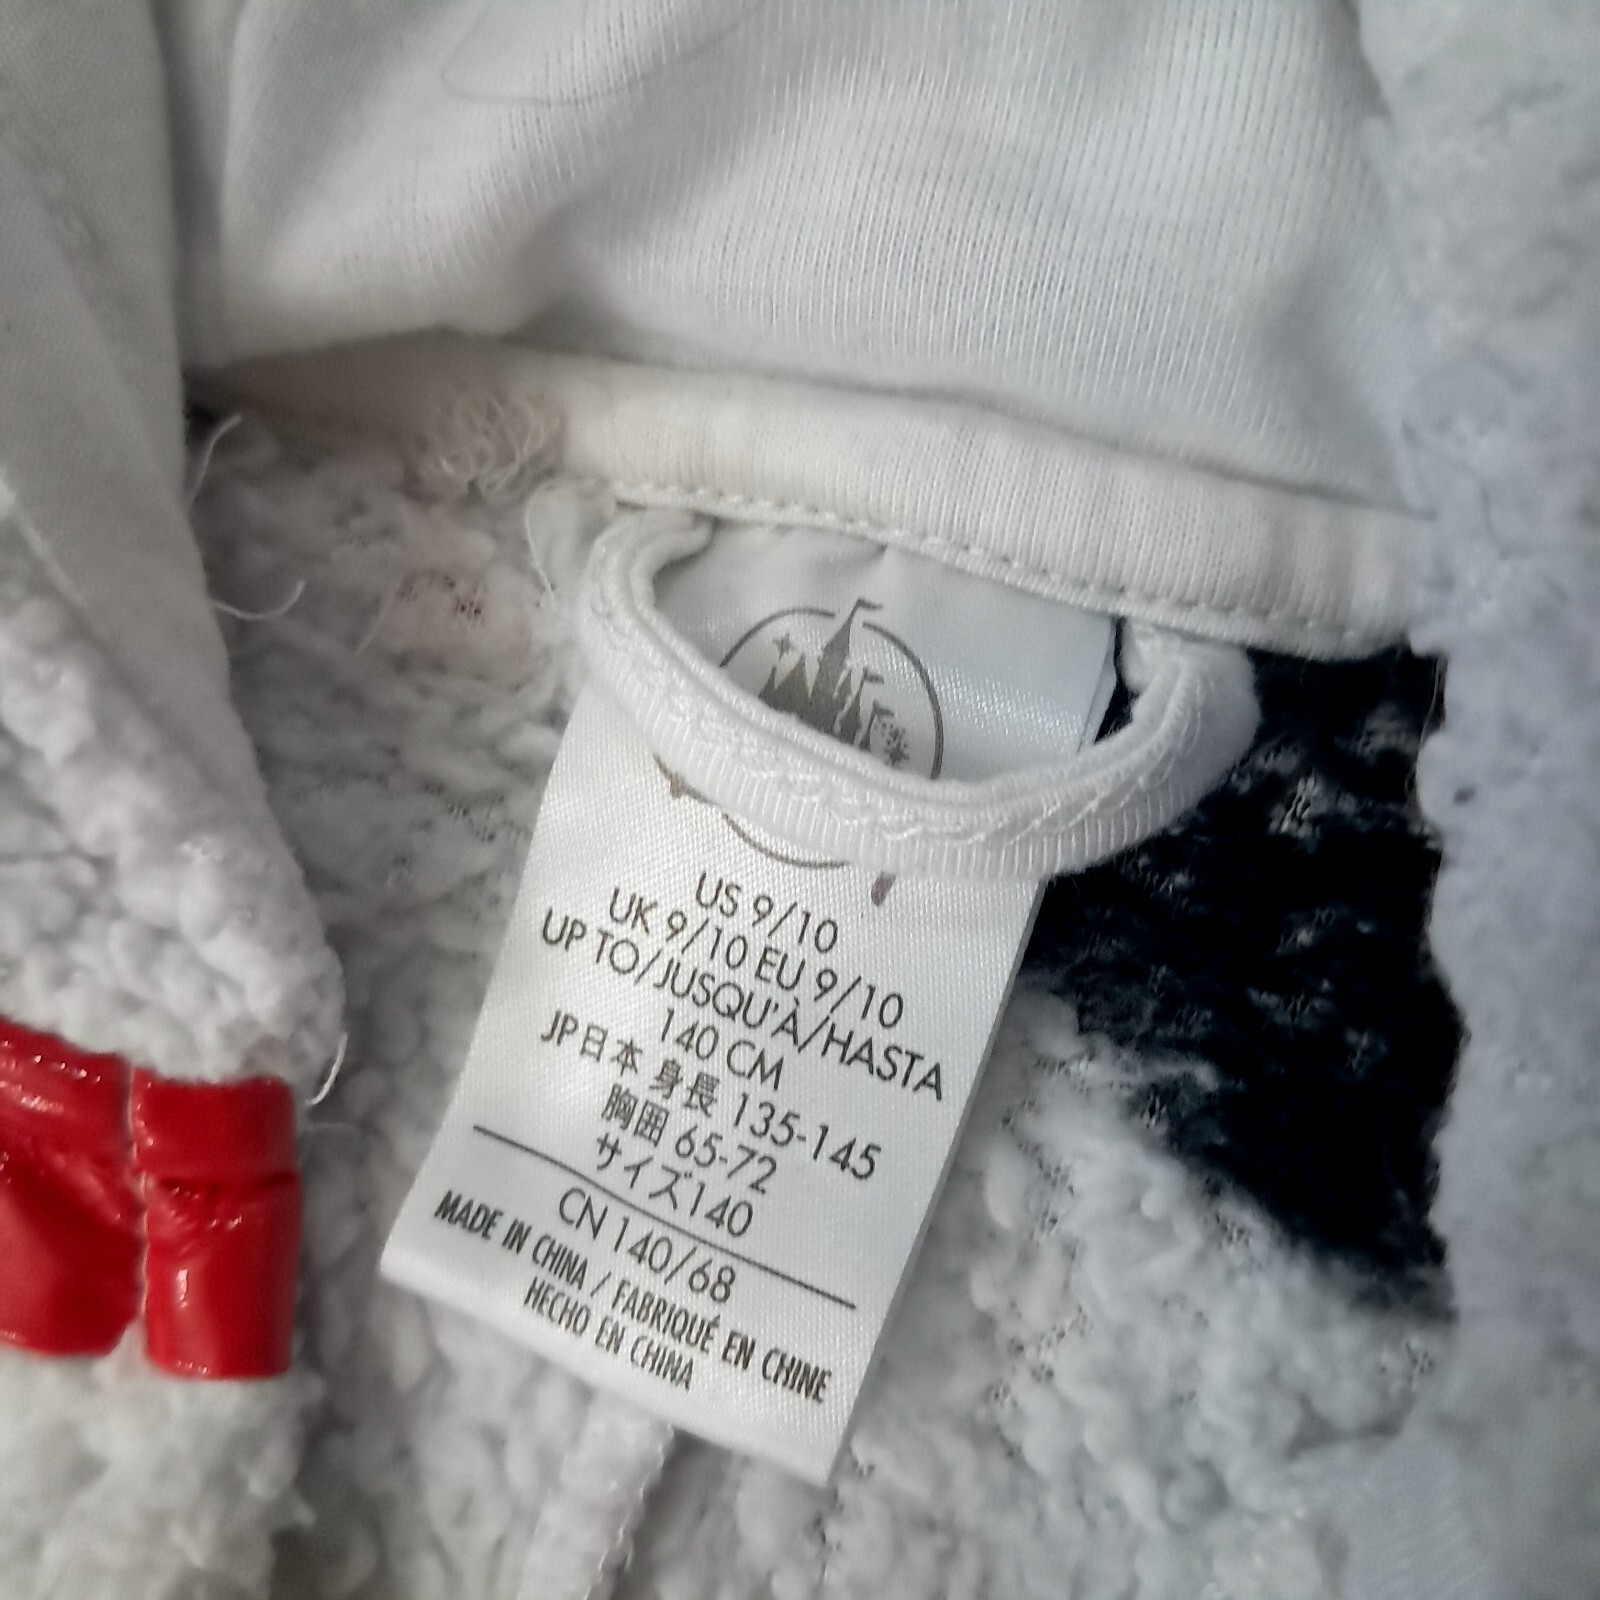 US 9/10
UK 9/10 EU 9/10
UP TO/JUSQU'À/HASTA
140 CM
JP日本 身長 135-145
胸囲 65-72
サイズ140
CN 140/68
MADE IN CHINA / FABRIQUÉ EN CHINE
HECHO EN CHINA